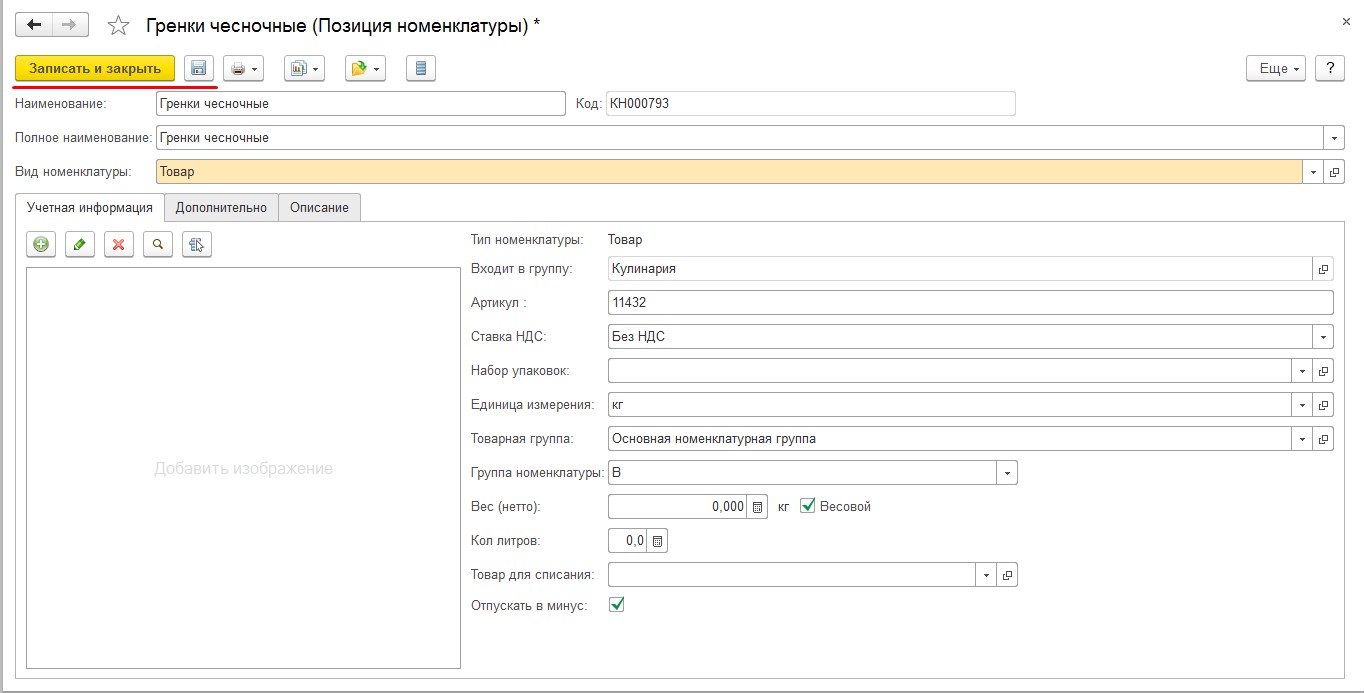 Гренки чесночные (Позиция номенклатуры) *
Записать и закрыть Еще ?
Наименование: Гренки чесночные Код: КН000793
Полное наименование: Гренки чесночные
Вид номенклатуры: Товар
Учетная информация Дополнительно Описание
Тип номенклатуры: Товар
Входит в группу: Кулинария
Артикул : 11432
Ставка НДС: Без НДС
Набор упаковок:
Единица измерения: кг
Товарная группа: Основная номенклатурная группа
Добавить изображение
Группа номенклатуры: В
Вес (нетто): 0,000 кг Весовой
Кол литров: 0,0
Товар для списания:
Отпускать в минус: